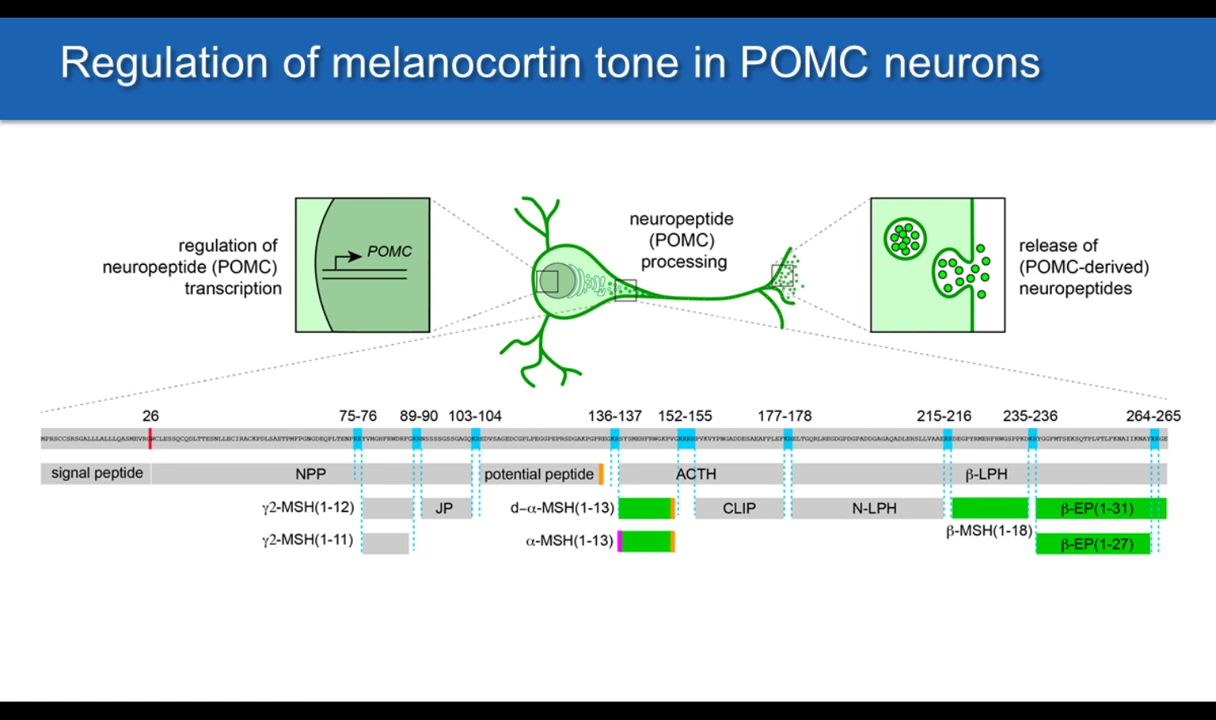 Regulation of melanocortin tone in POMC neurons
regulation of
neuropeptide (POMC)
transcription
POMC
neuropeptide
(POMC)
processing
release of
(POMC-derived)
neuropeptides
26 75-76 89-90 103-104 136-137 152-155 177-178 215-216 235-236 264-265
signal peptide NPP potential peptide ACTH β-LPH
γ2-MSH(1-12) JP d-α-MSH(1-13) CLIP N-LPH β-EP(1-31)
β-MSH(1-18)
γ2-MSH(1-11) α-MSH(1-13) β-EP(1-27)